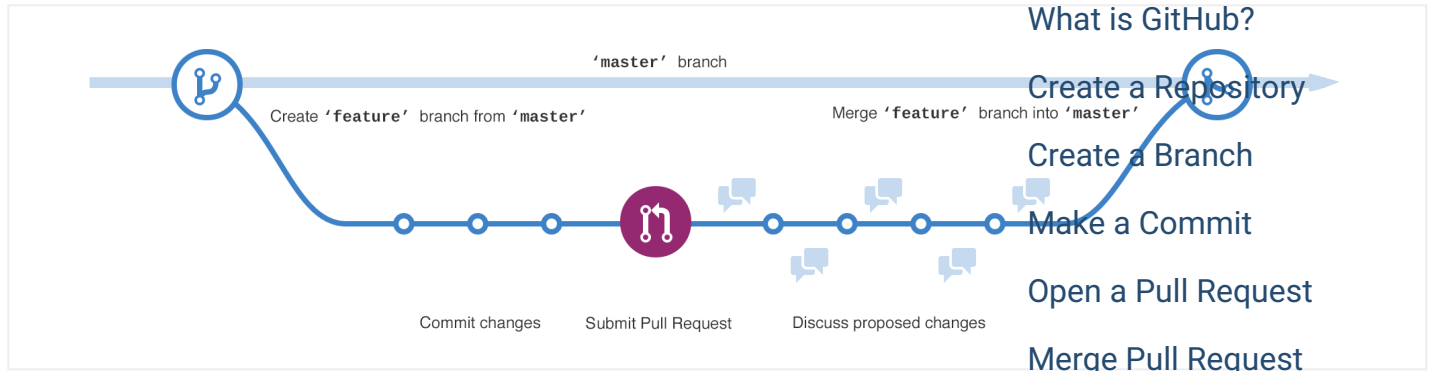 What is GitHub?
‘master’ branch
Create a Repository
Create ‘feature’ branch from ‘master’
Merge ‘feature’ branch into ‘master’
Create a Branch
Make a Commit
Open a Pull Request
Commit changes
Submit Pull Request
Discuss proposed changes
Merge Pull Request